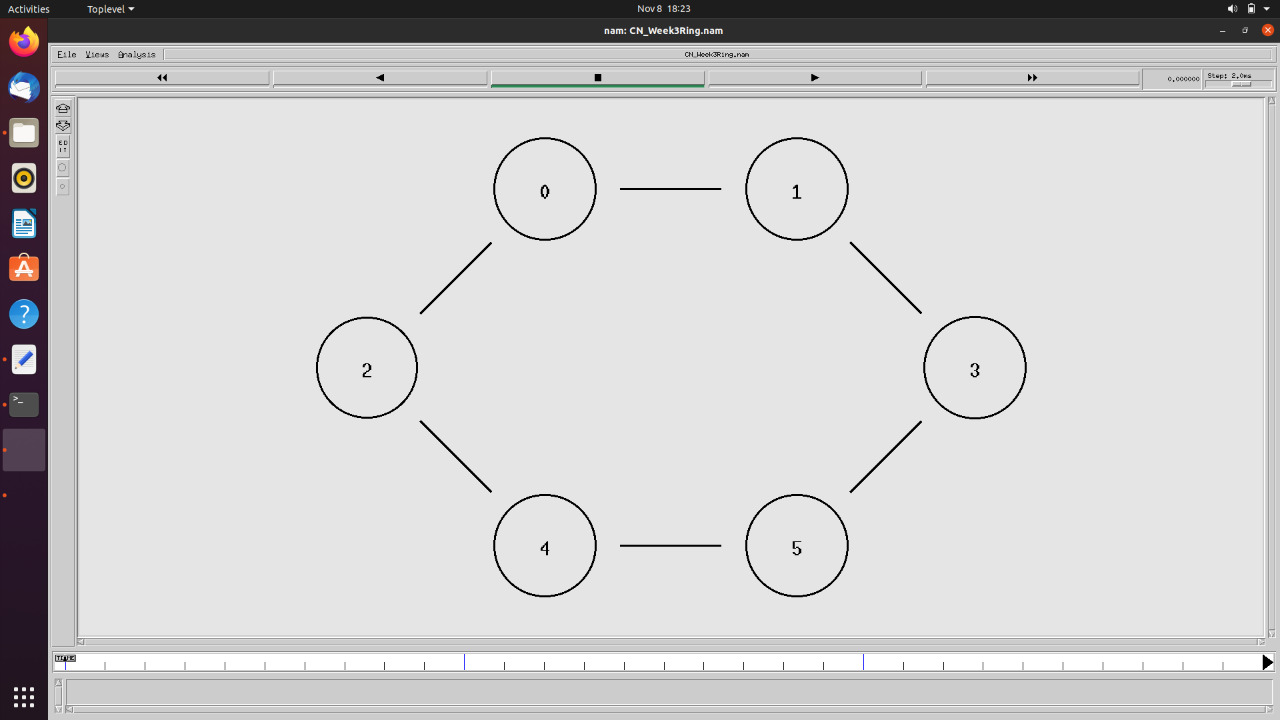 Activities Toplevel Nov 8 18:23
nam: CN_Week3Ring.nam
File Views Analysis CN_Week3Ring.nam
0.000000 Step: 2.0ms
E D
I T
0 1
2 3
4 5
TIME